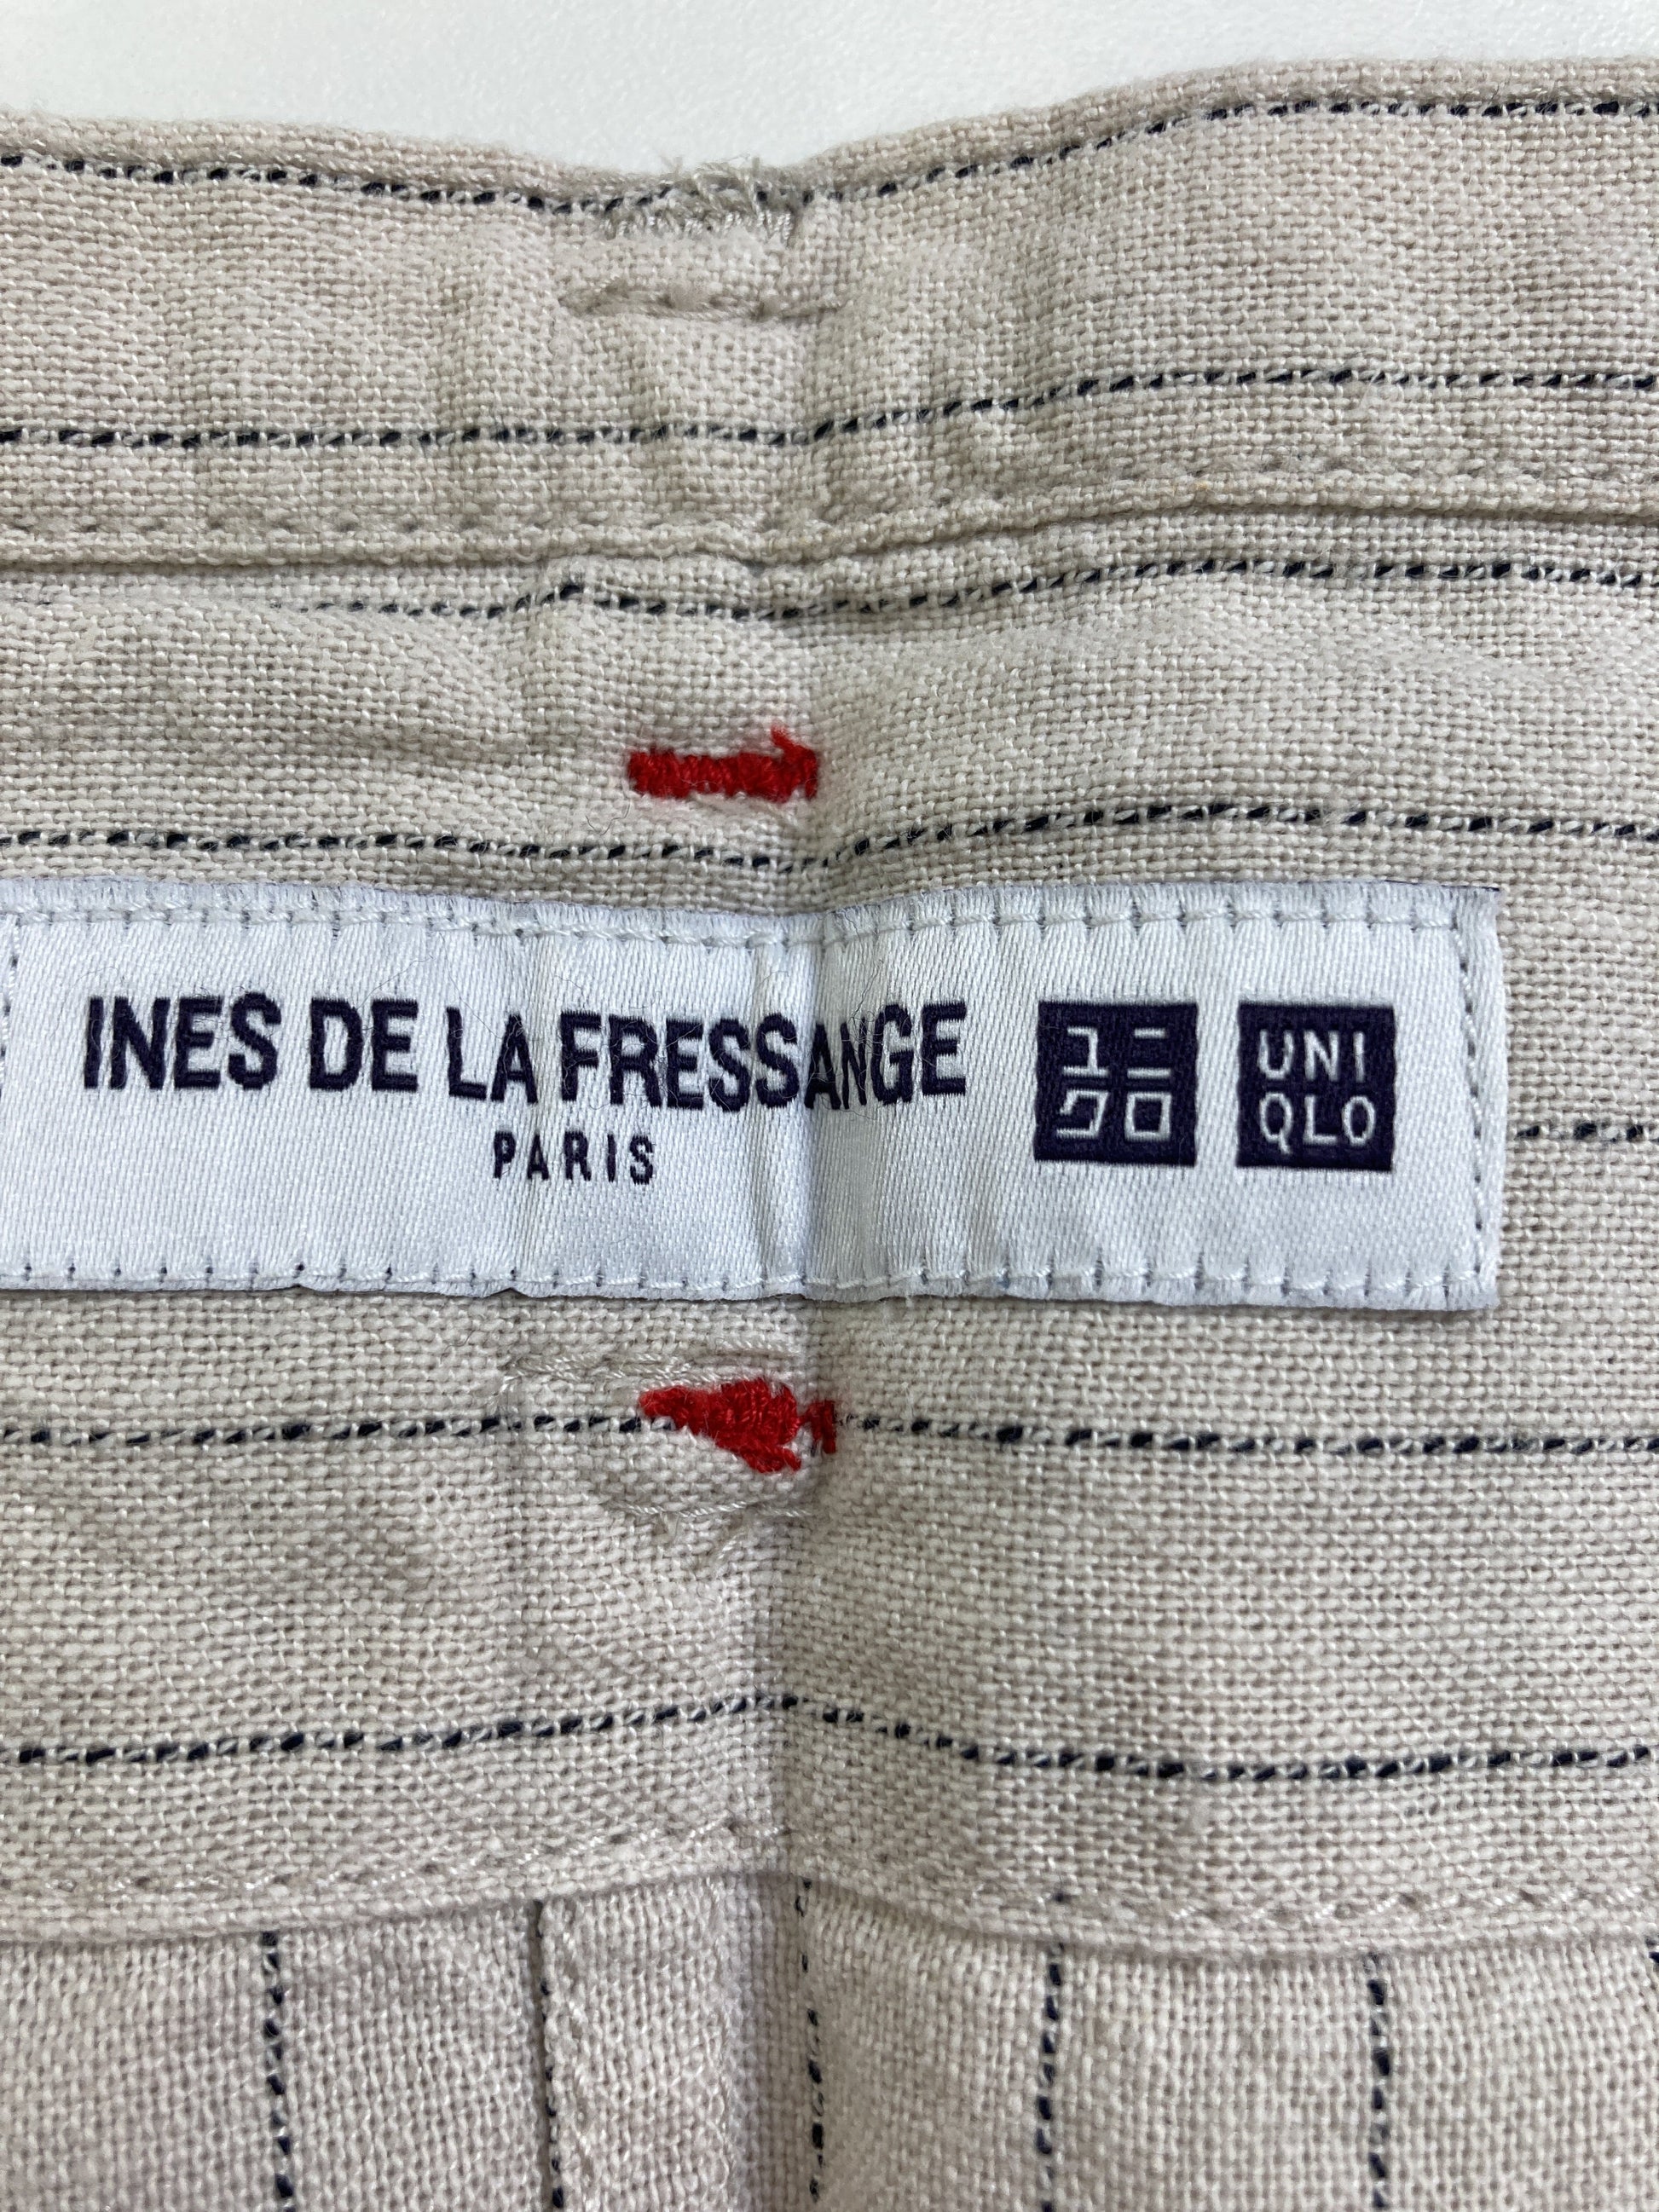 INES DE LA FRESSANGE
PARIS
ユニ
クロ
UNI
QLO